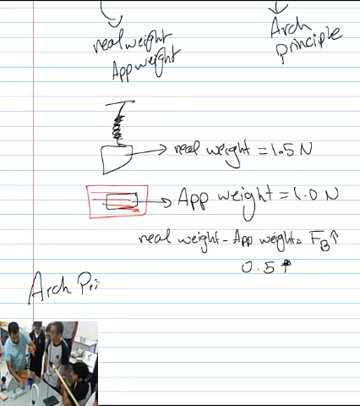 real weight
App weight
Arch
principle
real weight = 1.5 N
App weight = 1.0 N
real weight - App weight = FB↑
0.5↑
Arch Pri